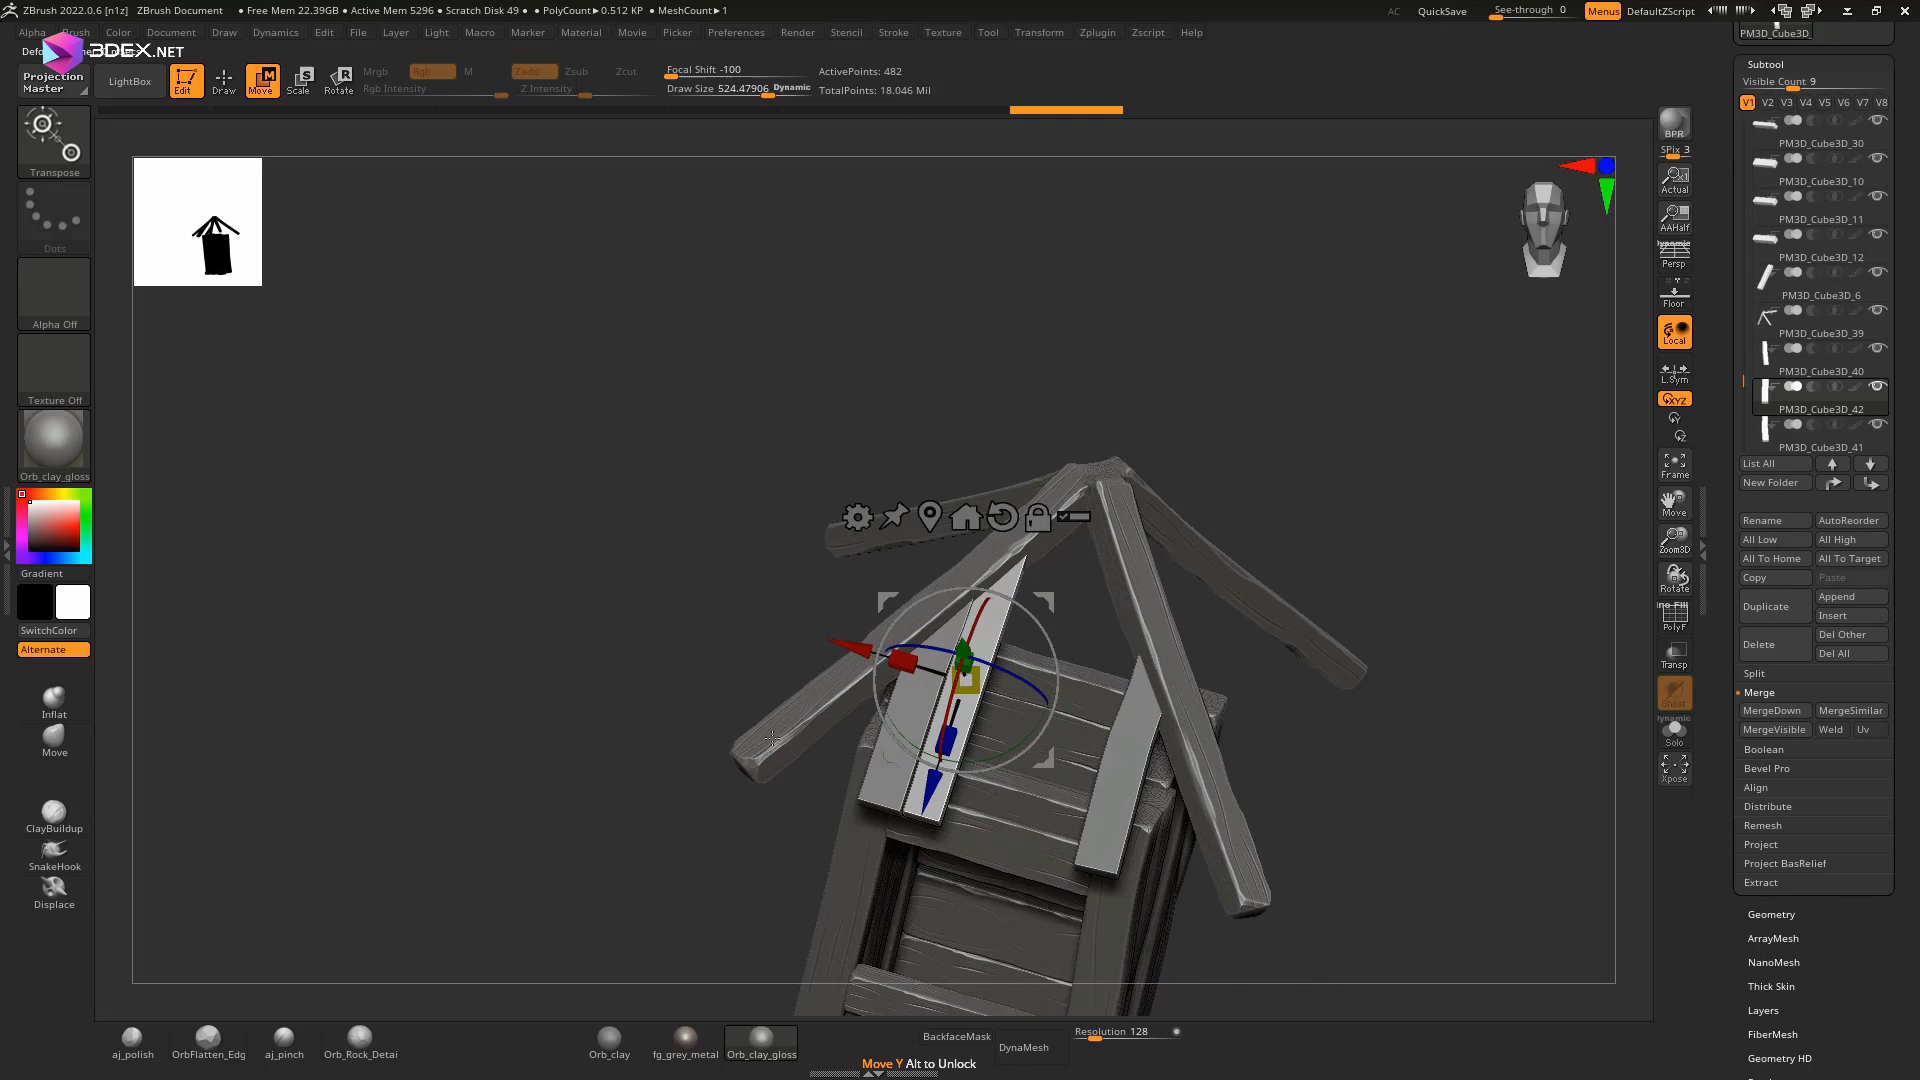 ZBrush 2022.0.6 [n1z] ZBrush Document • Free Mem 22.39GB • Active Mem 5296 • Scratch Disk 49 • PolyCount► 0.512 KP • MeshCount► 1
AC QuickSave See-through 0 Menus DefaultZScript
Alpha Brush Color Document Draw Dynamics Edit File Layer Light Macro Marker Material Movie Picker Preferences Render Stencil Stroke Texture Tool Transform Zplugin Zscript Help
3DEX.NET
Projection Master
LightBox
Edit
Draw
Move
Scale
Rotate
Mrgb Rgb M
Rgb Intensity
Zadd Zsub Zcut
Z Intensity
Focal Shift -100
Draw Size 524.47906 Dynamic
ActivePoints: 482
TotalPoints: 18.046 Mil
Transpose
Dots
Alpha Off
Texture Off
Orb_clay_gloss
Gradient
SwitchColor
Alternate
Inflat
Move
ClayBuildup
SnakeHook
Displace
BPR
SPix 3
Actual
AAHalf
Dynamic
Persp
Floor
Local
L.Sym
XYZ
Frame
Move
Zoom3D
Rotate
PolyF
Transp
Ghost
Dynamic
Solo
Xpose
PM3D_Cube3D_
Subtool
Visible Count 9
V1 V2 V3 V4 V5 V6 V7 V8
PM3D_Cube3D_30
PM3D_Cube3D_10
PM3D_Cube3D_11
PM3D_Cube3D_12
PM3D_Cube3D_6
PM3D_Cube3D_39
PM3D_Cube3D_40
PM3D_Cube3D_42
PM3D_Cube3D_41
List All
New Folder
Rename AutoReorder
All Low All High
All To Home All To Target
Copy Paste
Duplicate Append
Insert
Delete Del Other
Del All
Split
Merge
MergeDown MergeSimilar
MergeVisible Weld Uv
Boolean
Bevel Pro
Align
Distribute
Remesh
Project
Project BasRelief
Extract
Geometry
ArrayMesh
NanoMesh
Thick Skin
Layers
FiberMesh
Geometry HD
aj_polish
OrbFlatten_Edg
aj_pinch
Orb_Rock_Detai
Orb_clay
fg_grey_metal
Orb_clay_gloss
BackfaceMask
DynaMesh
Resolution 128
Move Y Alt to Unlock